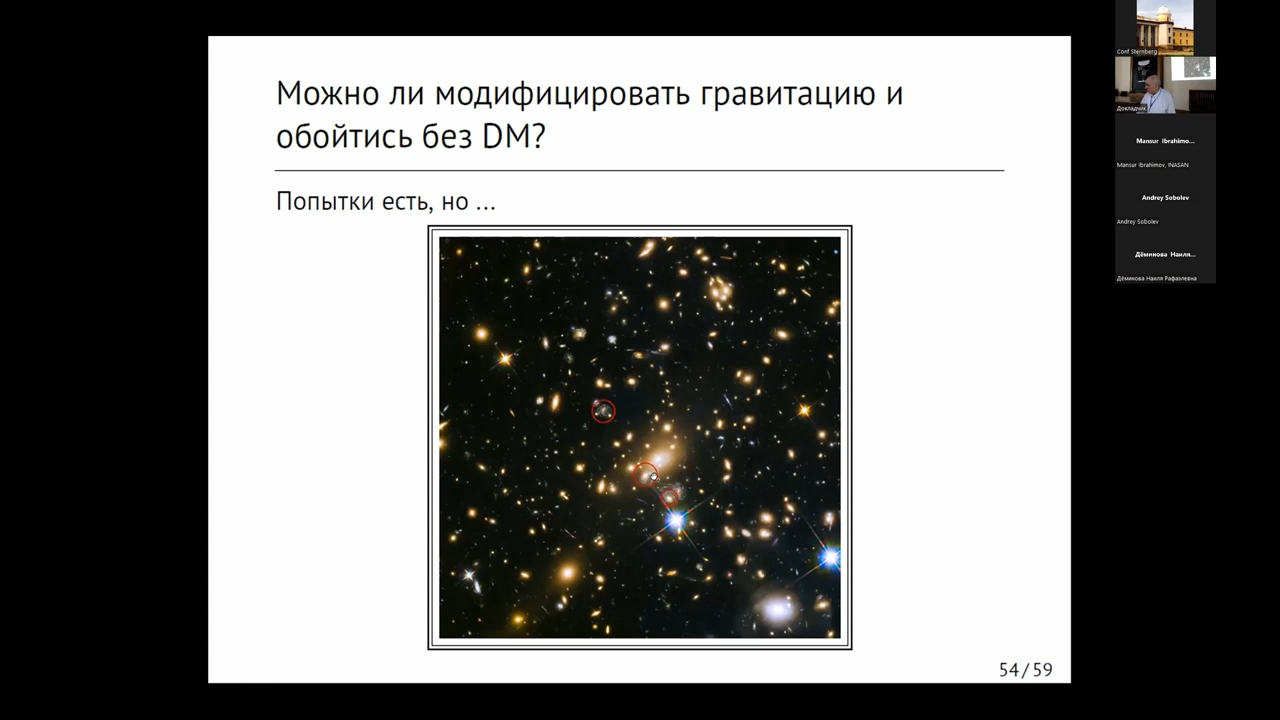 Можно ли модифицировать гравитацию и
обойтись без DM?
Попытки есть, но ...
54/59
Conf Sternberg
Докладчик
Mansur Ibrahimo...
Mansur Ibrahimov, INASAN
Andrey Sobolev
Andrey Sobolev
Дёминова Наиля...
Дёминова Наиля Рафаэлевна